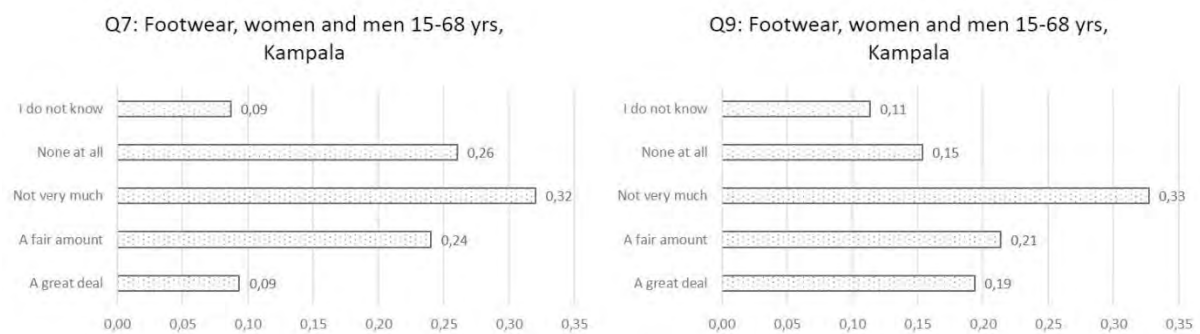 Q7: Footwear, women and men 15-68 yrs,
Kampala
I do not know 0,09
None at all 0,26
Not very much 0,32
A fair amount 0,24
A great deal 0,09
0,00 0,05 0,10 0,15 0,20 0,25 0,30 0,35
Q9: Footwear, women and men 15-68 yrs,
Kampala
I do not know 0,11
None at all 0,15
Not very much 0,33
A fair amount 0,21
A great deal 0,19
0,00 0,05 0,10 0,15 0,20 0,25 0,30 0,35